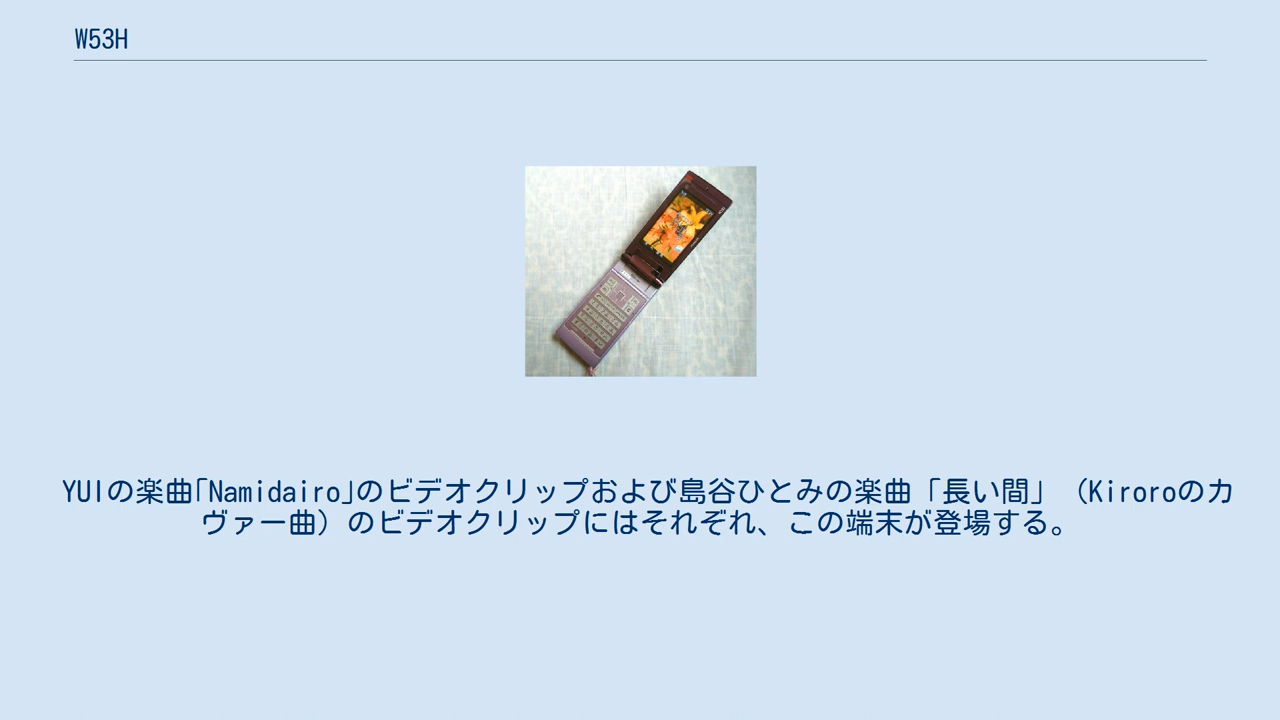 W53H
YUIの楽曲｢Namidairo｣のビデオクリップおよび島谷ひとみの楽曲「長い間」（Kiroroのカ
ヴァー曲）のビデオクリップにはそれぞれ、この端末が登場する。